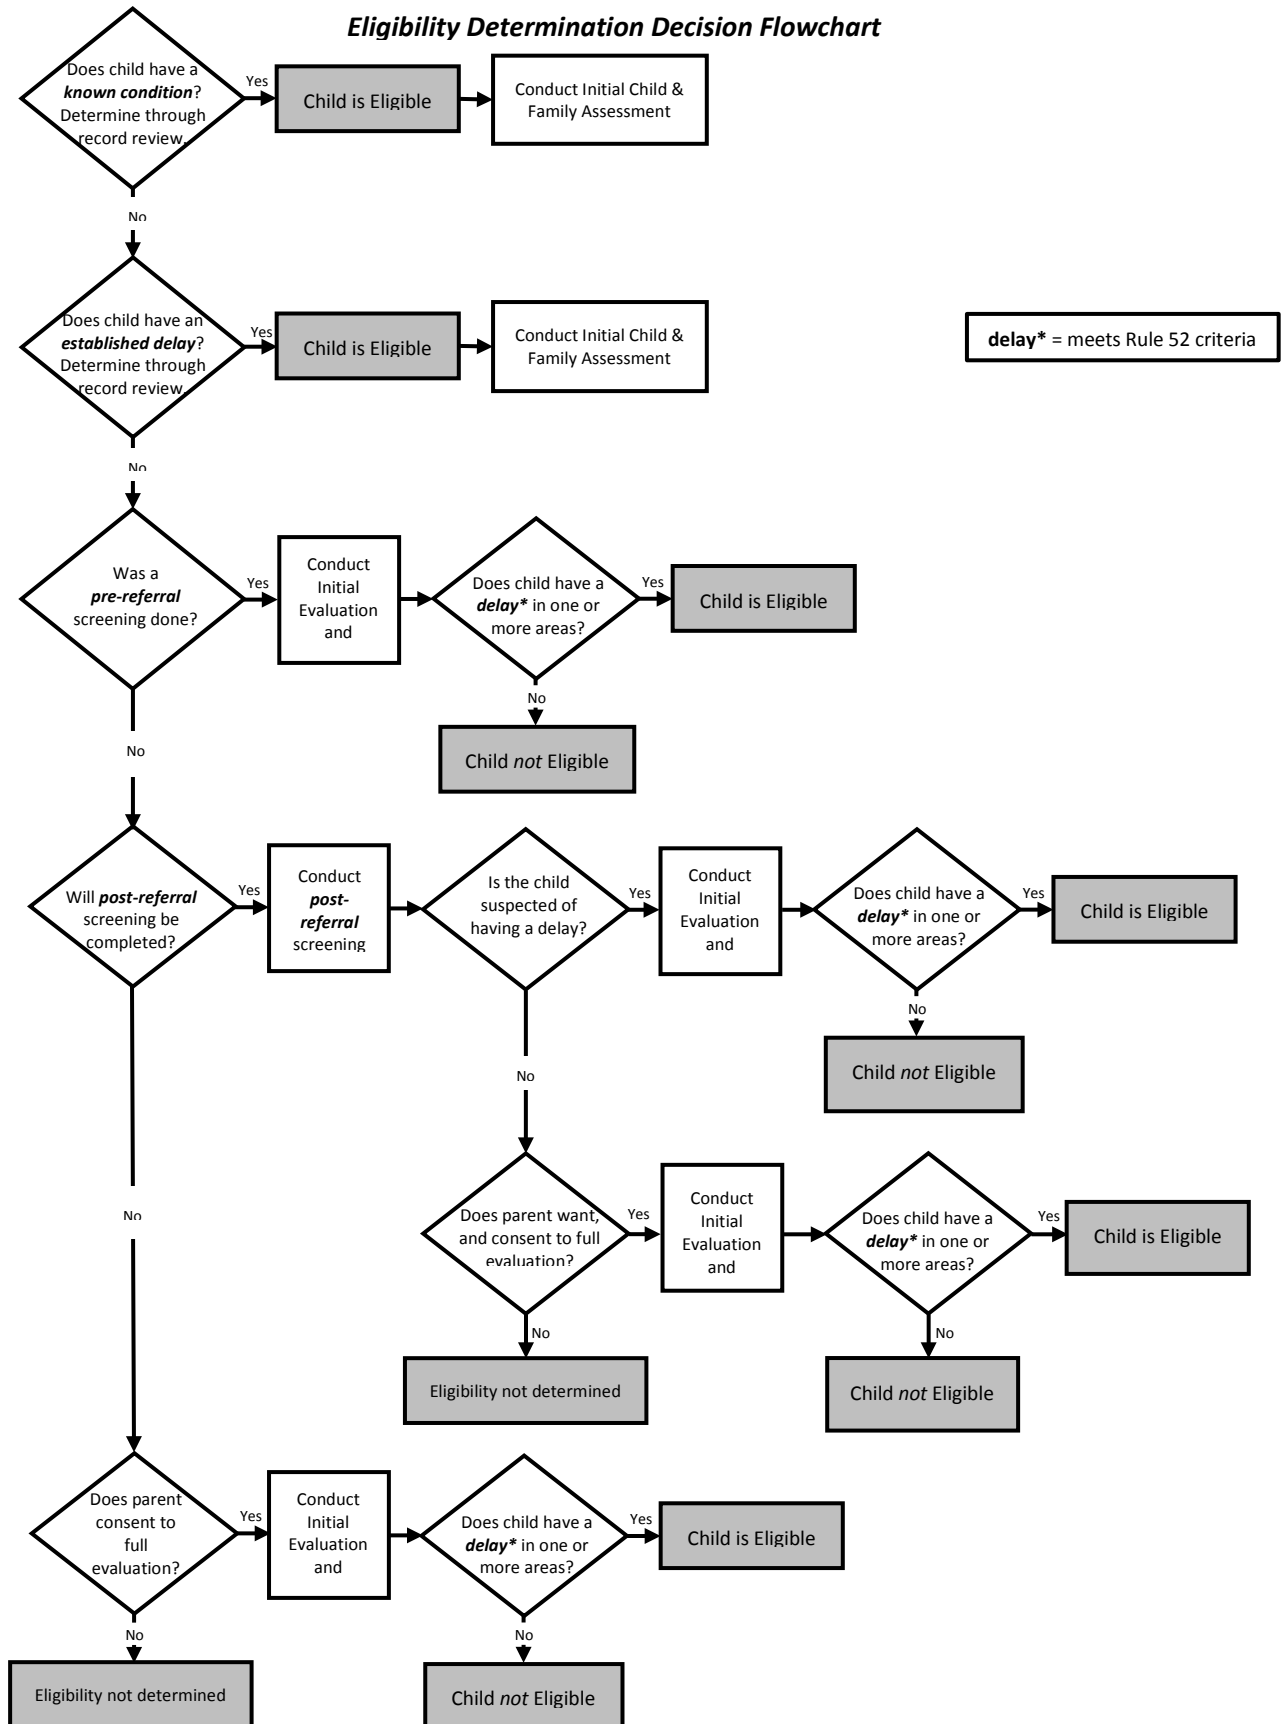 Eligibility Determination Decision Flowchart
Does child have a
known condition?
Determine through
record review.
Yes
Child is Eligible
Conduct Initial Child &
Family Assessment
No
Does child have an
established delay?
Determine through
record review.
Yes
Child is Eligible
Conduct Initial Child &
Family Assessment
delay* = meets Rule 52 criteria
No
Was a
pre-referral
screening done?
Yes
Conduct
Initial
Evaluation
and
Does child have a
delay* in one or
more areas?
Yes
Child is Eligible
No
Child not Eligible
No
Will post-referral
screening be
completed?
Yes
Conduct
post-
referral
screening
Is the child
suspected of
having a delay?
Yes
Conduct
Initial
Evaluation
and
Does child have a
delay* in one or
more areas?
Yes
Child is Eligible
No
Child not Eligible
No
Does parent want,
and consent to full
evaluation?
Yes
Conduct
Initial
Evaluation
and
Does child have a
delay* in one or
more areas?
Yes
Child is Eligible
No
Eligibility not determined
No
Child not Eligible
No
Does parent
consent to
full
evaluation?
Yes
Conduct
Initial
Evaluation
and
Does child have a
delay* in one or
more areas?
Yes
Child is Eligible
No
Eligibility not determined
No
Child not Eligible